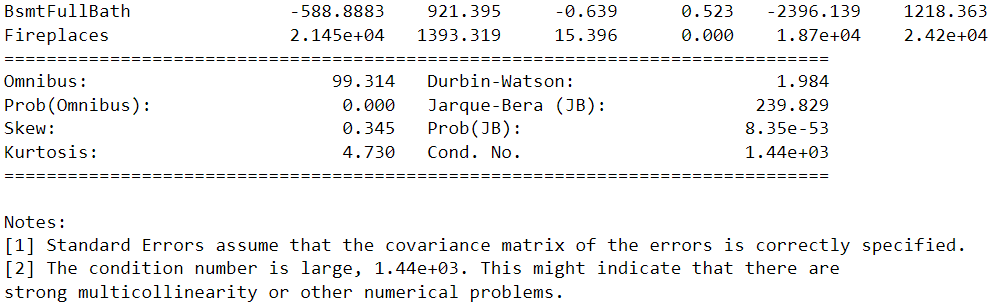 BsmtFullBath -588.8883 921.395 -0.639 0.523 -2396.139 1218.363
Fireplaces 2.145e+04 1393.319 15.396 0.000 1.87e+04 2.42e+04
==============================================================================
Omnibus: 99.314 Durbin-Watson: 1.984
Prob(Omnibus): 0.000 Jarque-Bera (JB): 239.829
Skew: 0.345 Prob(JB): 8.35e-53
Kurtosis: 4.730 Cond. No. 1.44e+03
==============================================================================
Notes:
[1] Standard Errors assume that the covariance matrix of the errors is correctly specified.
[2] The condition number is large, 1.44e+03. This might indicate that there are
strong multicollinearity or other numerical problems.